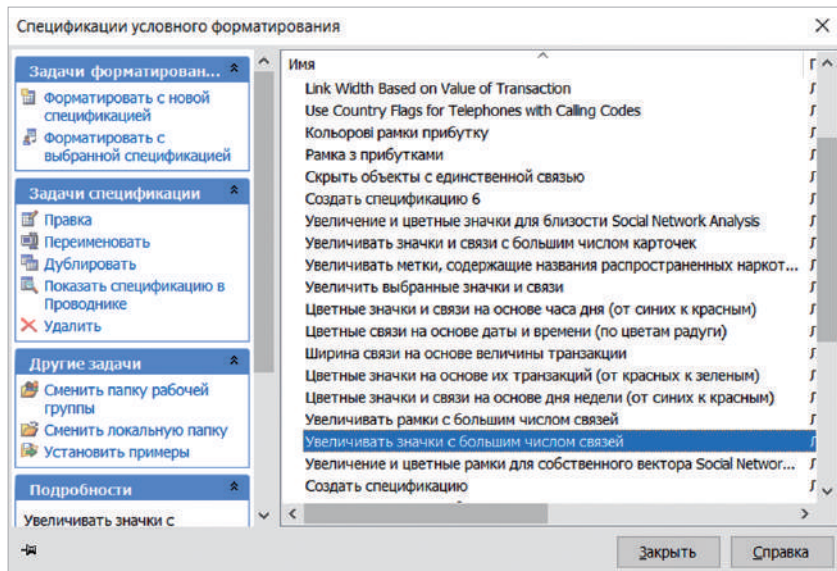 Спецификации условного форматирования
Задачи форматирован...
Форматировать с новой
спецификацией
Форматировать с
выбранной спецификацией
Задачи спецификации
Правка
Переименовать
Дублировать
Показать спецификацию в
Проводнике
Удалить
Другие задачи
Сменить папку рабочей
группы
Сменить локальную папку
Установить примеры
Подробности
Увеличивать значки с
Имя
Link Width Based on Value of Transaction
Use Country Flags for Telephones with Calling Codes
Кольорові рамки прибутку
Рамка з прибутками
Скрыть объекты с единственной связью
Создать спецификацию 6
Увеличение и цветные значки для близости Social Network Analysis
Увеличивать значки и связи с большим числом карточек
Увеличивать метки, содержащие названия распространенных наркот...
Увеличить выбранные значки и связи
Цветные значки и связи на основе часа дня (от синих к красным)
Цветные связи на основе даты и времени (по цветам радуги)
Ширина связи на основе величины транзакции
Цветные значки на основе их транзакций (от красных к зеленым)
Цветные значки и связи на основе дня недели (от синих к красным)
Увеличивать рамки с большим числом связей
Увеличивать значки с большим числом связей
Увеличение и цветные рамки для собственного вектора Social Networ...
Создать спецификацию
Закрыть
Справка